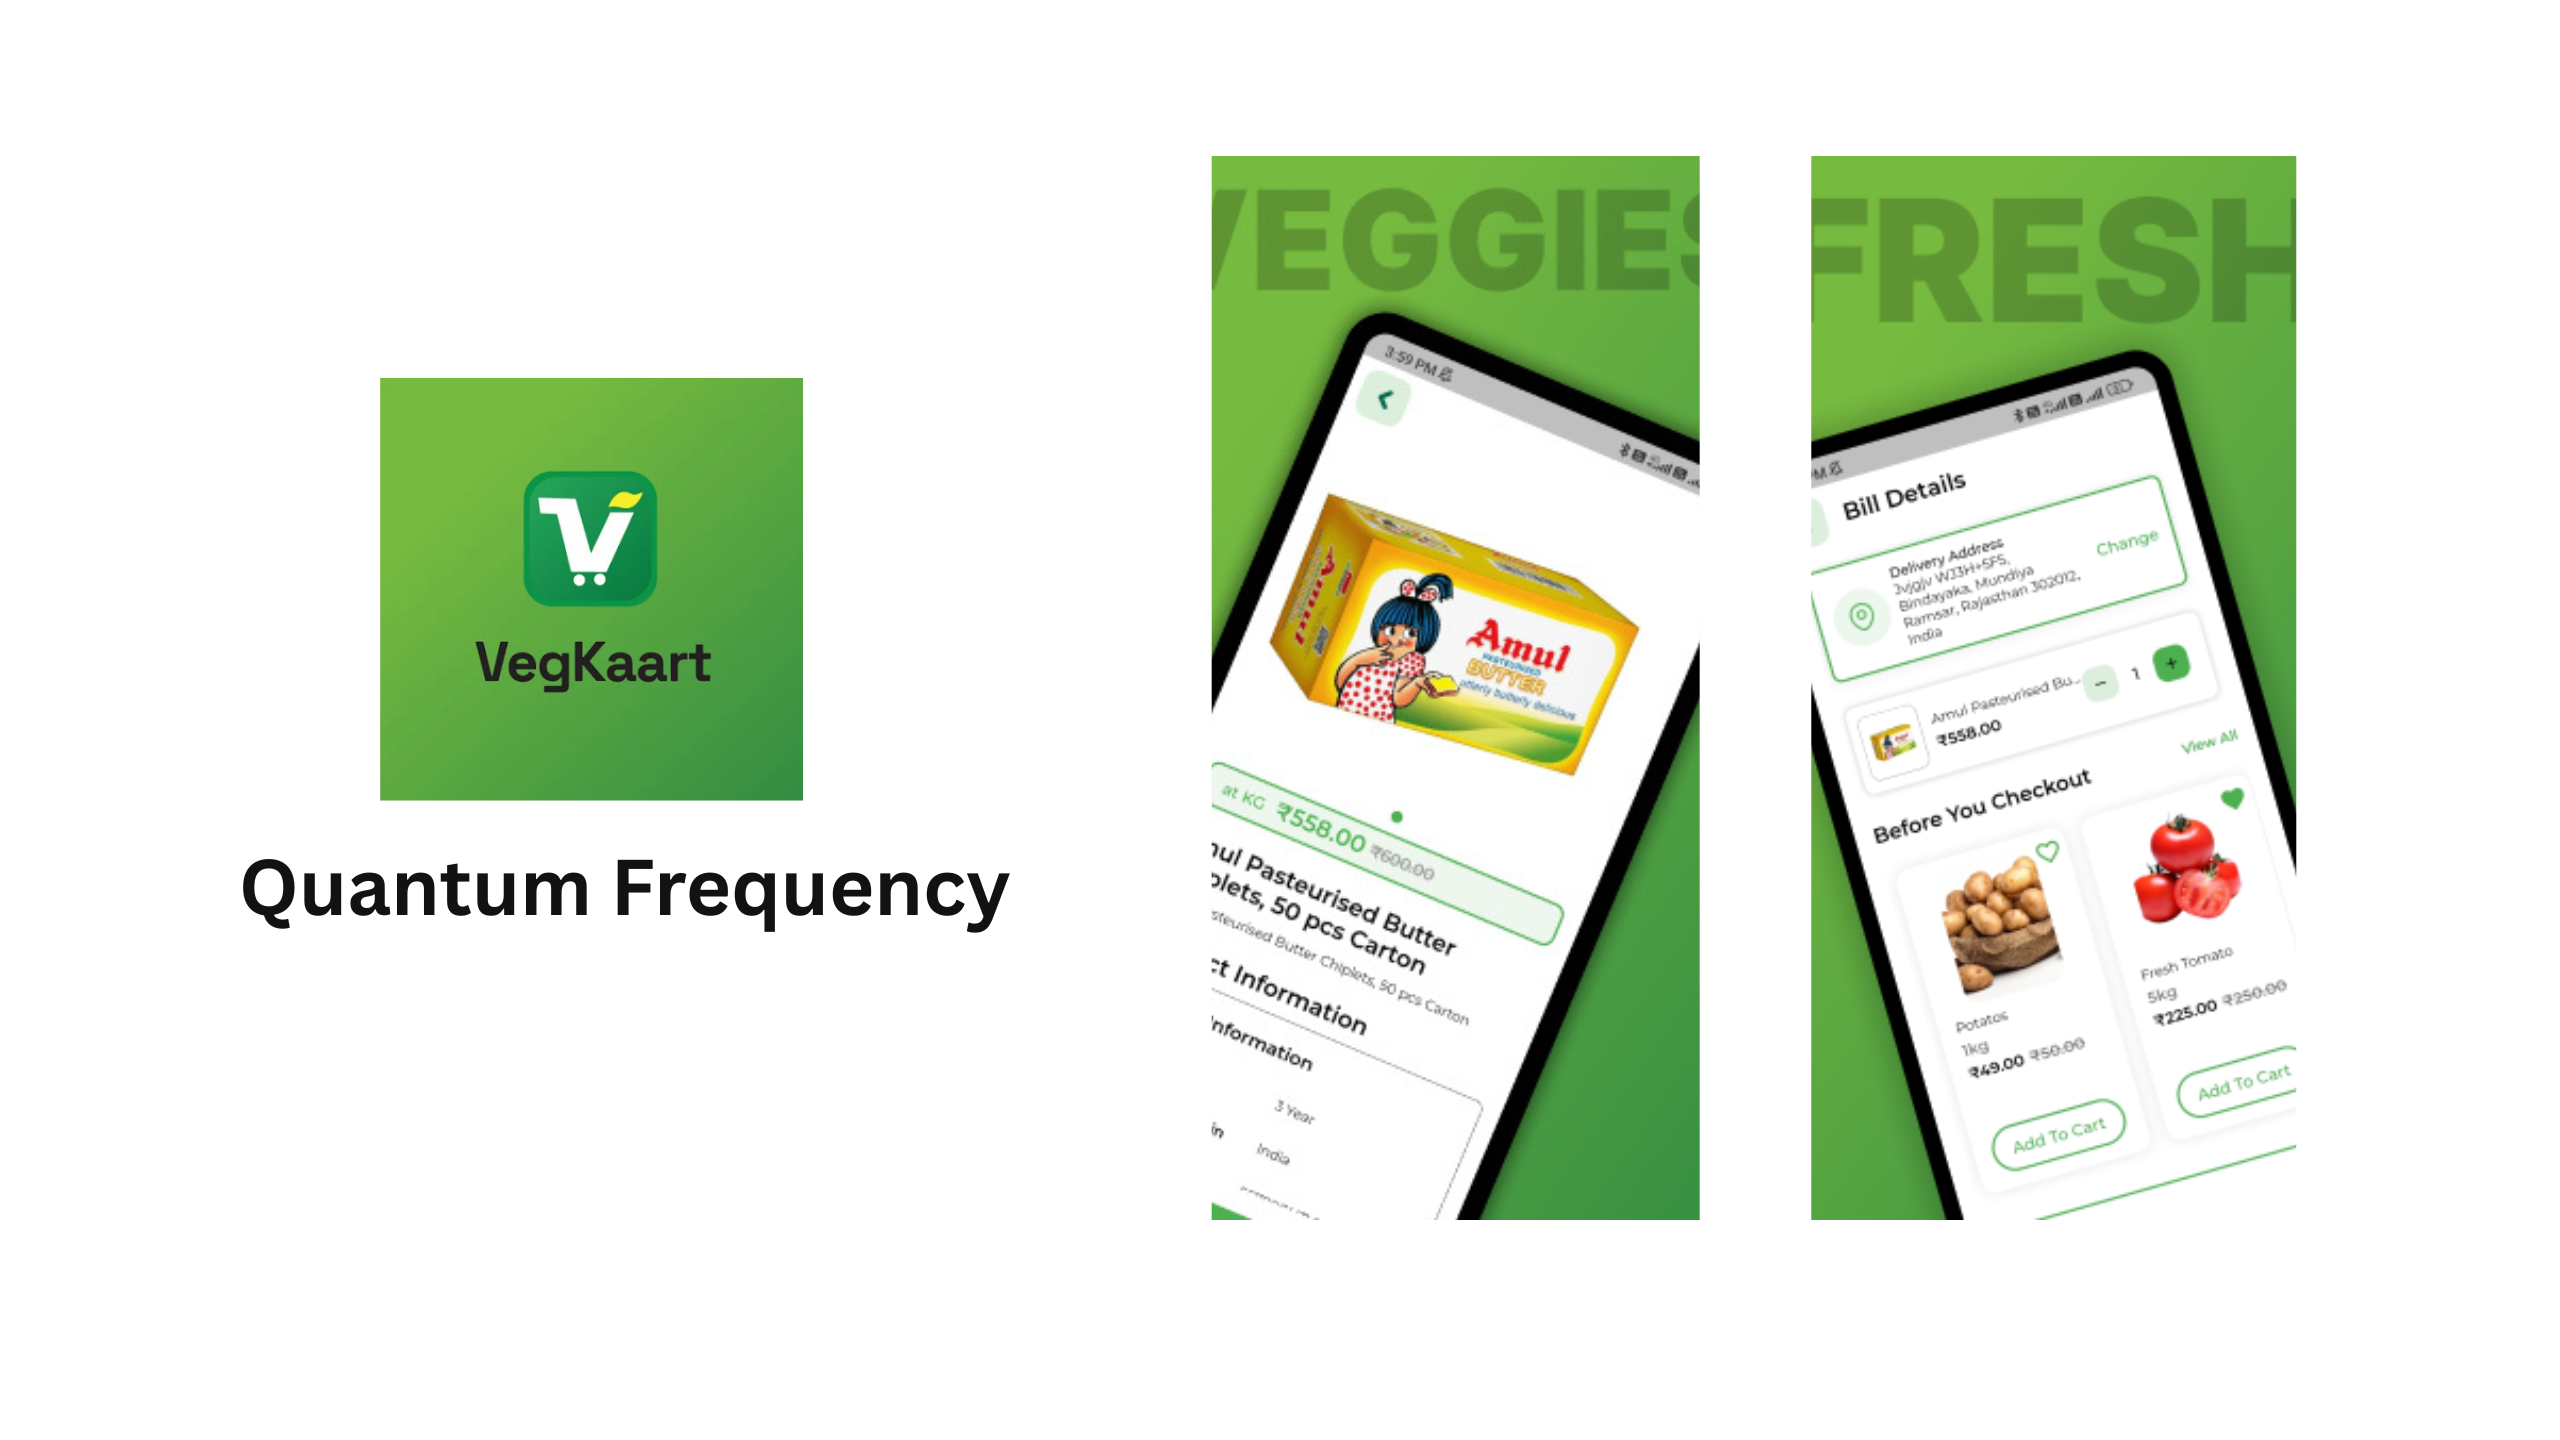 VegKaart
Quantum Frequency
VEGGIES
3:59 PM
Amul
Amul
PASTEURISED
BUTTER
utterly butterly delicious
at KG ₹558.00 ₹600.00
ul Pasteurised Butter
plets, 50 pcs Carton
steurised Butter Chiplets, 50 pcs Carton
ct Information
Information
3 Year
in India
FRESH
PM
Bill Details
Delivery Address
Jvjgjv WJ3H+5F5,
Bindayaka, Mundiya
Ramsar, Rajasthan 302012,
India
Change
Amul Pasteurised Bu...
₹558.00
− 1 +
Before You Checkout
View All
Potatos
1kg
₹49.00 ₹50.00
Add To Cart
Fresh Tomato
5kg
₹225.00 ₹250.00
Add To Cart